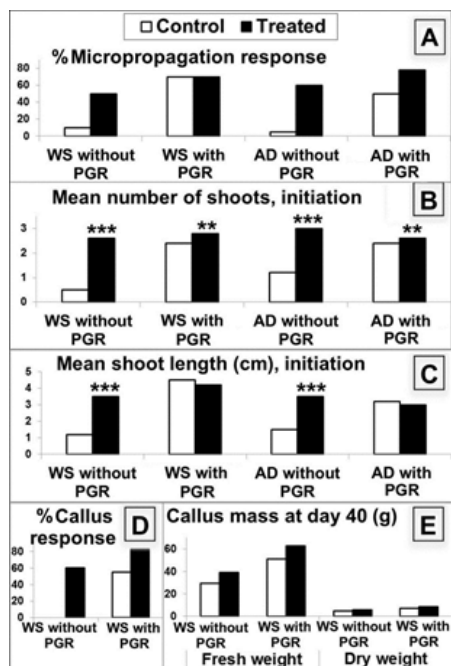 Control Treated
A
% Micropropagation response
80
60
40
20
0
WS without PGR
WS with PGR
AD without PGR
AD with PGR
Mean number of shoots, initiation
B
3
2
1
0
***
**
***
**
WS without PGR
WS with PGR
AD without PGR
AD with PGR
Mean shoot length (cm), initiation
C
5
4
3
2
1
0
***
***
WS without PGR
WS with PGR
AD without PGR
AD with PGR
%Callus response
D
80
60
40
20
0
WS without PGR
WS with PGR
Callus mass at day 40 (g)
E
60
40
20
0
WS without PGR
WS with PGR
WS without PGR
WS with PGR
Fresh weight
Dry weight